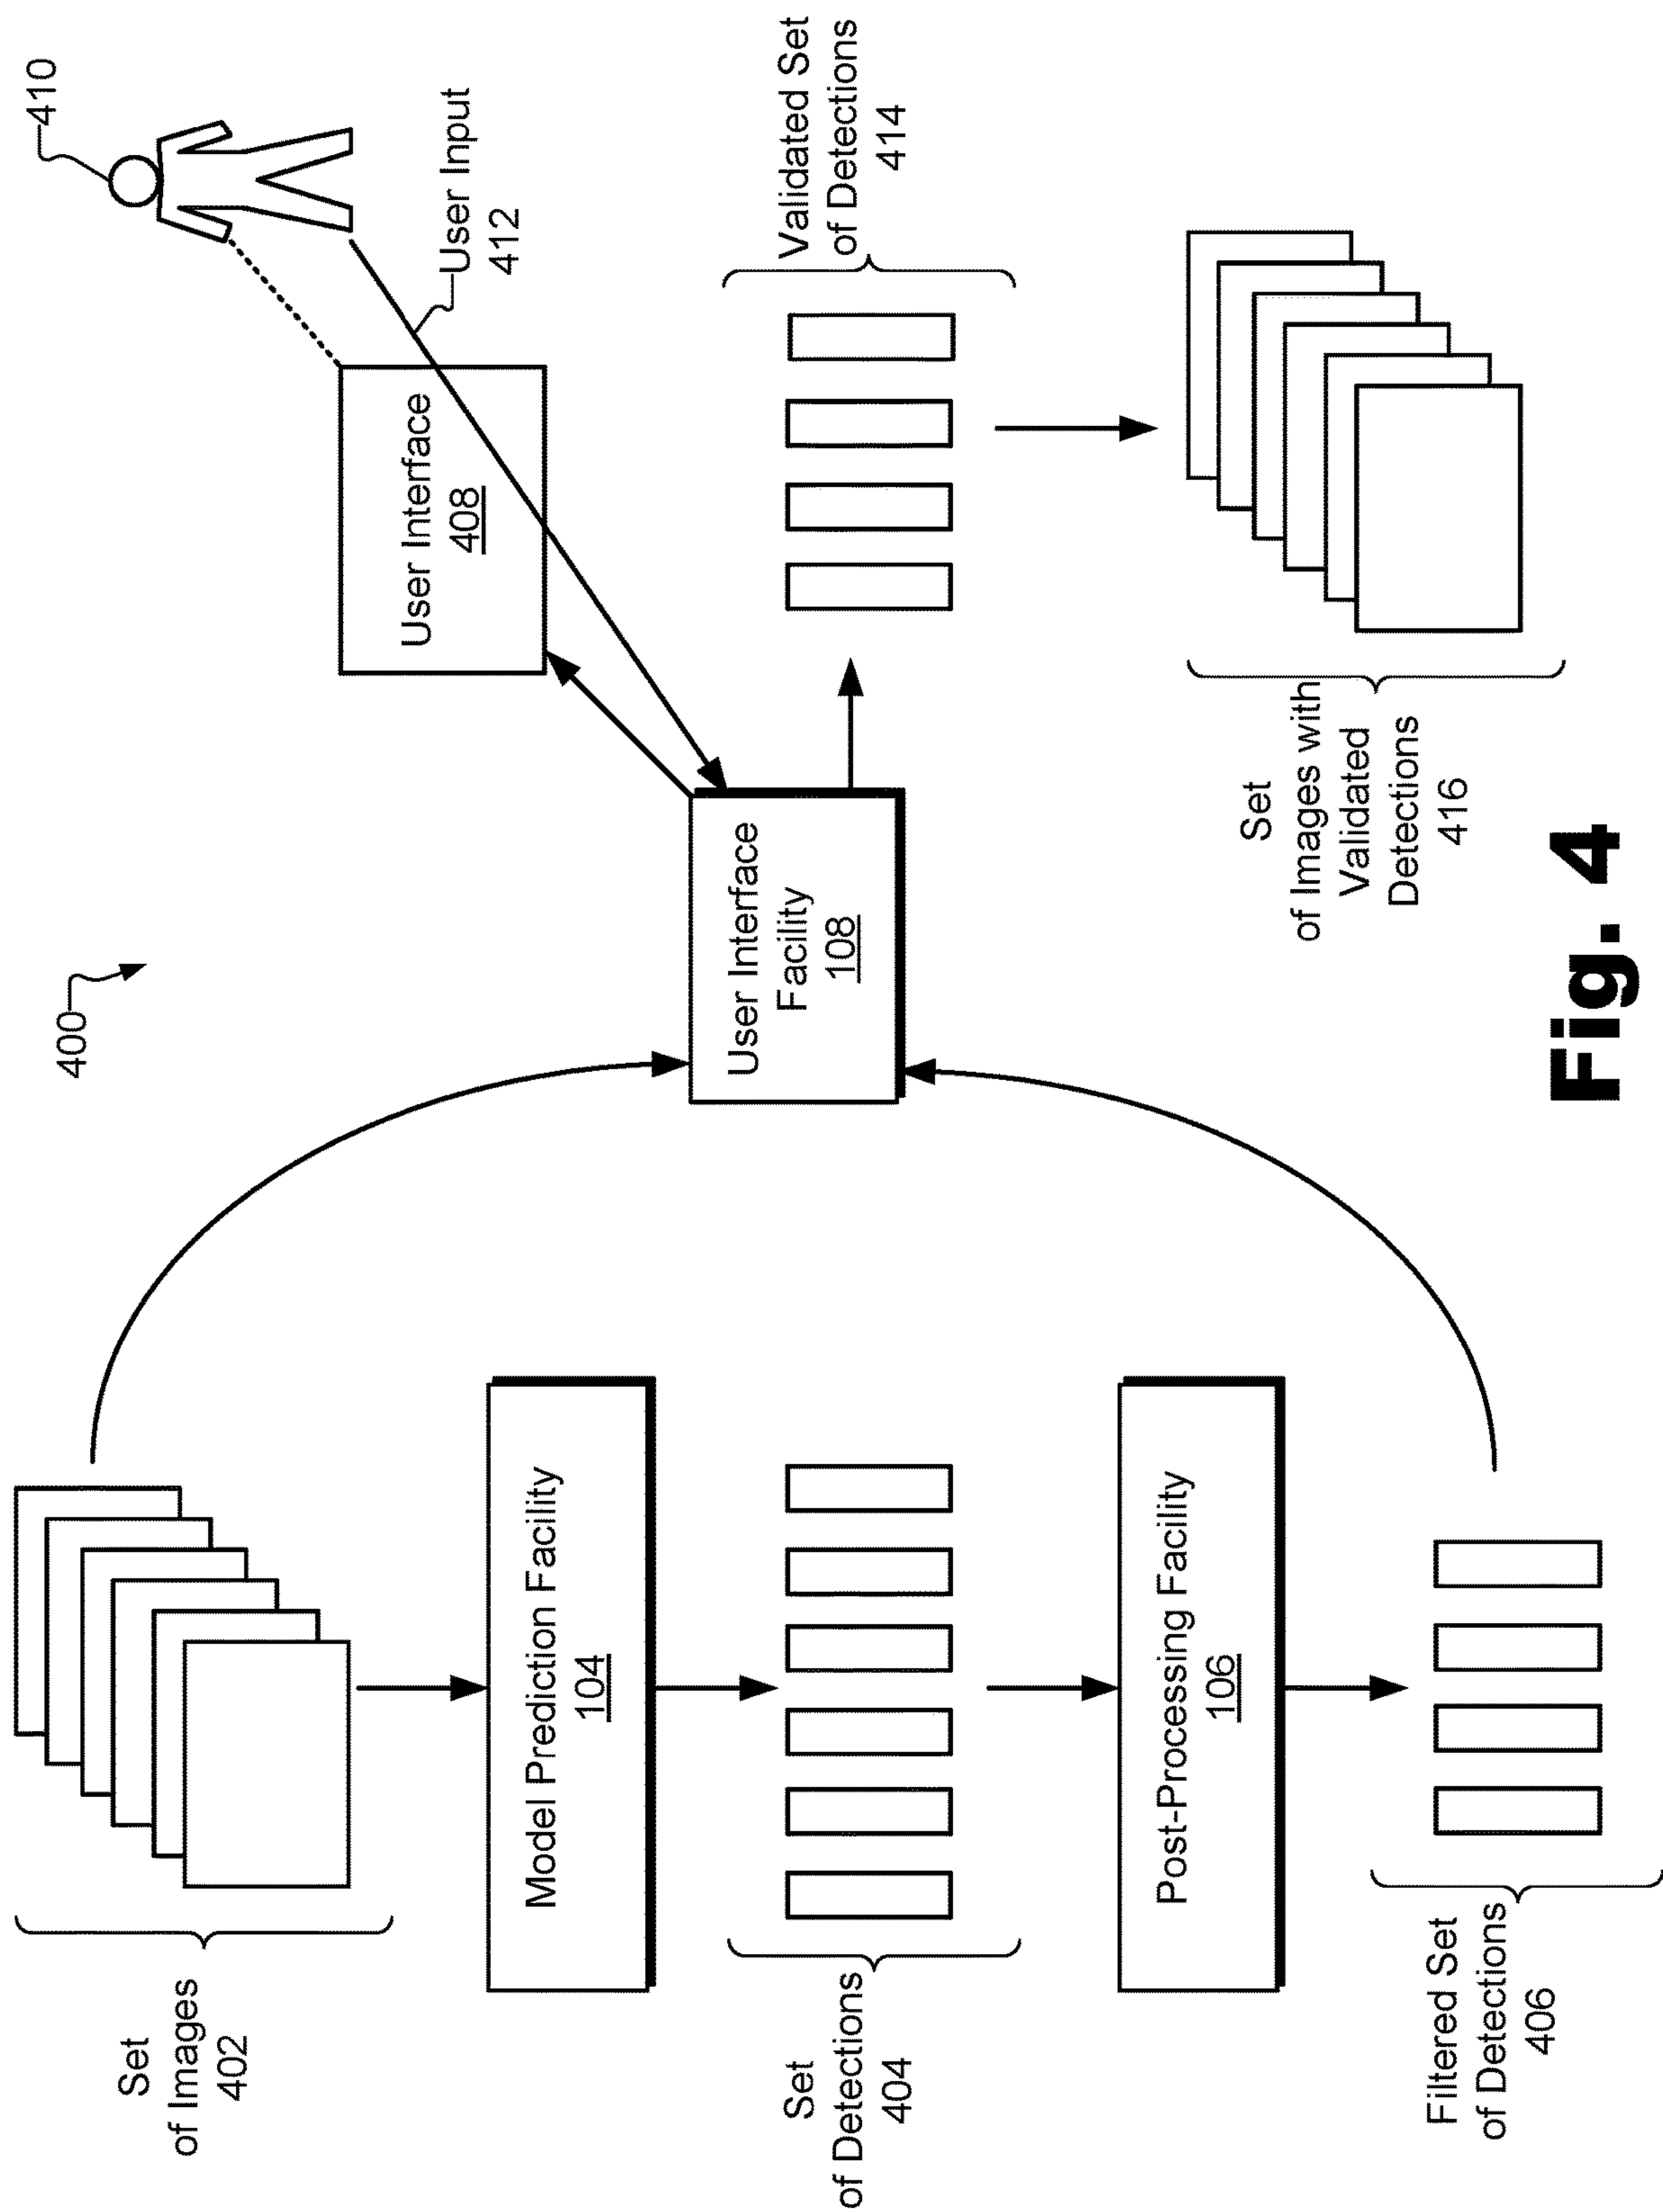 400
410
Set
of Images
402
Model Prediction Facility
104
Set
of Detections
404
Post-Processing Facility
106
Filtered Set
of Detections
406
User Interface
Facility
108
User Interface
408
User Input
412
Validated Set
of Detections
414
Set
of Images with
Validated
Detections
416
Fig. 4